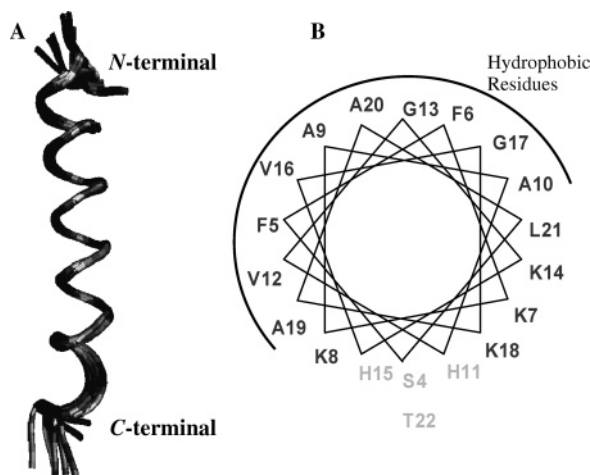 A
N-terminal
C-terminal
B
Hydrophobic
Residues
A20
G13
F6
A9
G17
V16
A10
F5
L21
V12
K14
A19
K7
K8
K18
H15
S4
H11
T22